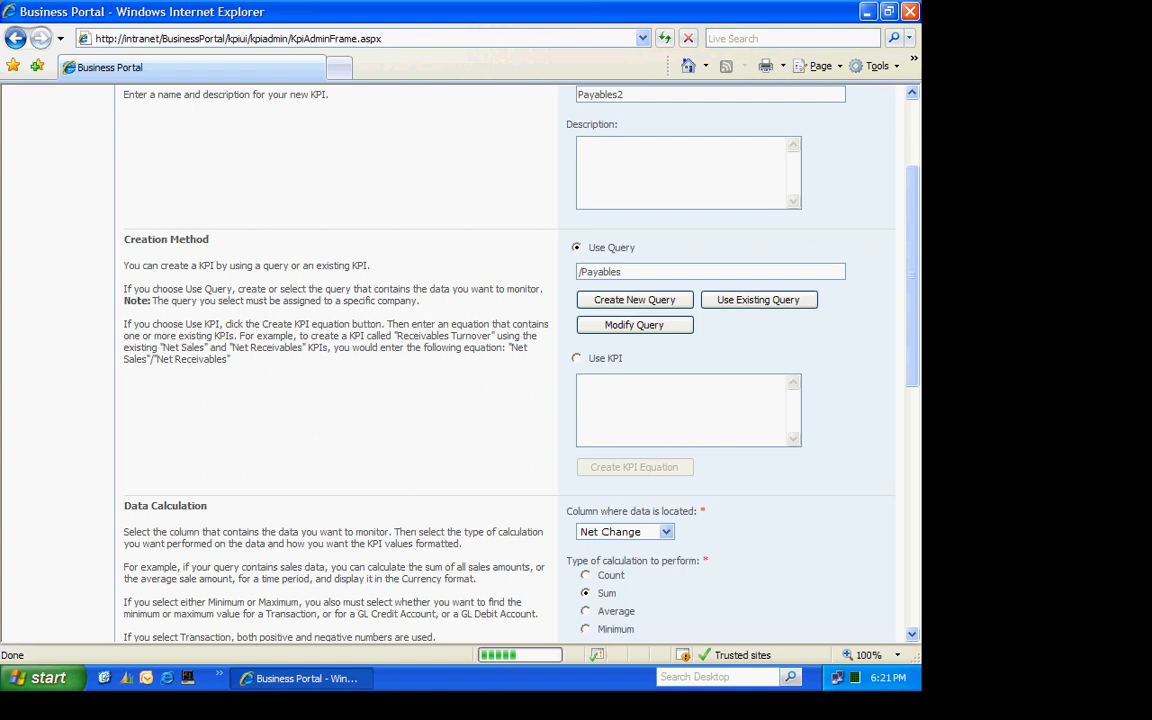 Business Portal - Windows Internet Explorer
http://intranet/BusinessPortal/kpiui/kpiadmin/KpiAdminFrame.aspx
Live Search
Business Portal
Page
Tools
Enter a name and description for your new KPI.
Payables2
Description:
Creation Method
You can create a KPI by using a query or an existing KPI.
If you choose Use Query, create or select the query that contains the data you want to monitor.
Note: The query you select must be assigned to a specific company.
If you choose Use KPI, click the Create KPI equation button. Then enter an equation that contains
one or more existing KPIs. For example, to create a KPI called "Receivables Turnover" using the
existing "Net Sales" and "Net Receivables" KPIs, you would enter the following equation: "Net
Sales"/"Net Receivables"
Use Query
/Payables
Create New Query
Use Existing Query
Modify Query
Use KPI
Create KPI Equation
Data Calculation
Select the column that contains the data you want to monitor. Then select the type of calculation
you want performed on the data and how you want the KPI values formatted.
For example, if your query contains sales data, you can calculate the sum of all sales amounts, or
the average sale amount, for a time period, and display it in the Currency format.
If you select either Minimum or Maximum, you also must select whether you want to find the
minimum or maximum value for a Transaction, or for a GL Credit Account, or a GL Debit Account.
If you select Transaction, both positive and negative numbers are used.
Column where data is located: *
Net Change
Type of calculation to perform: *
Count
Sum
Average
Minimum
Done
Trusted sites
100%
start
Business Portal - Win...
Search Desktop
6:21 PM